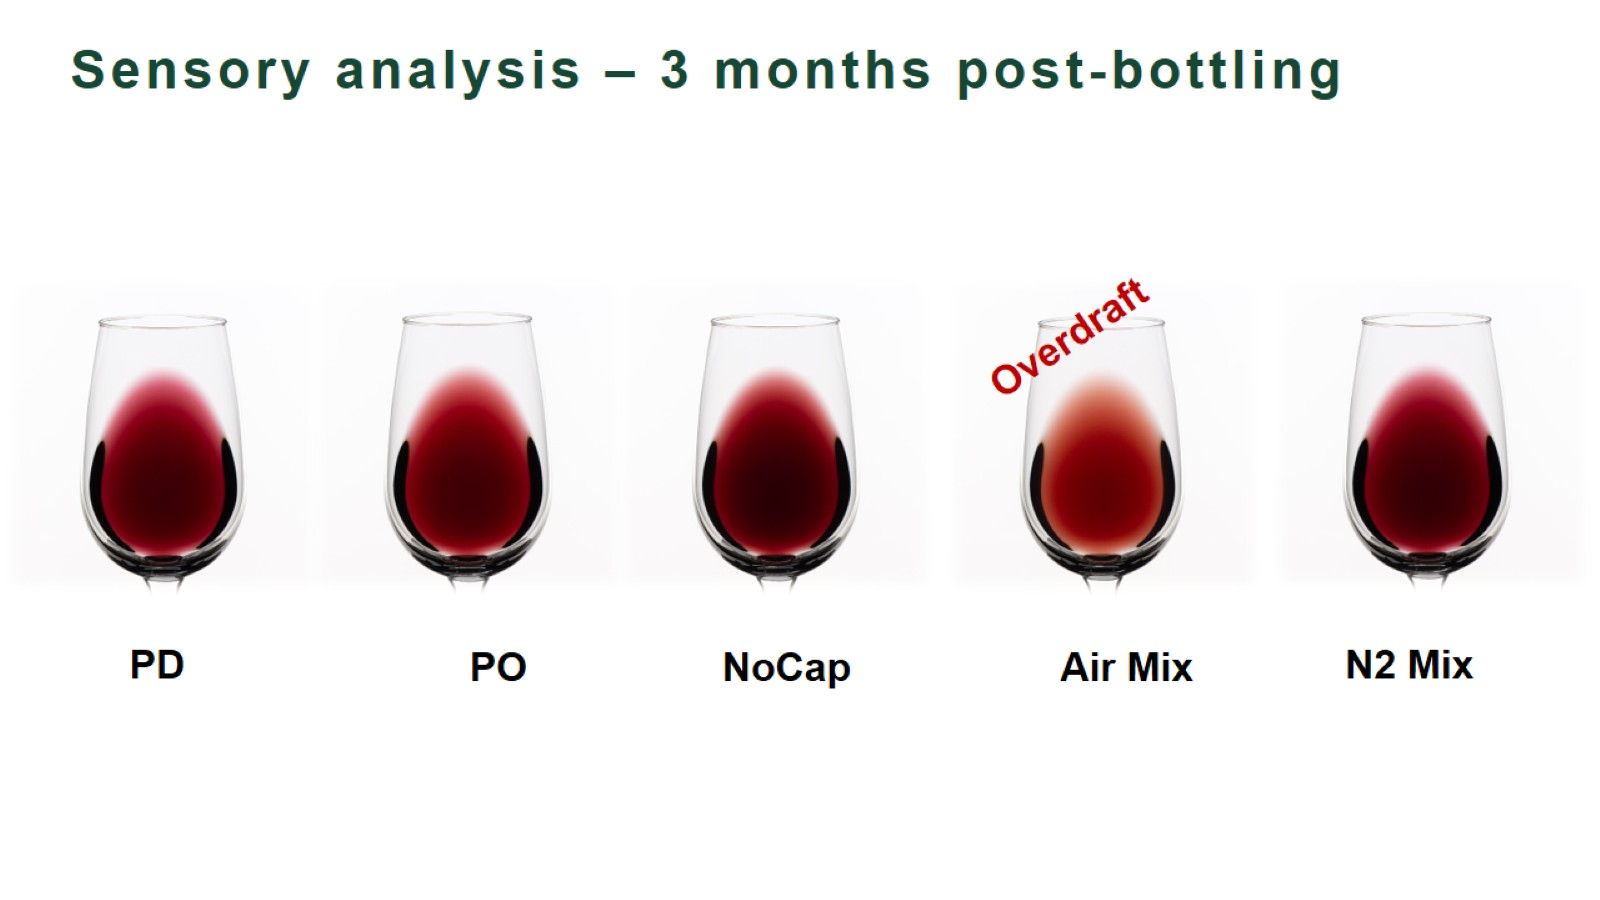 Sensory analysis – 3 months post-bottling
Overdraft
PD
PO
NoCap
Air Mix
N2 Mix